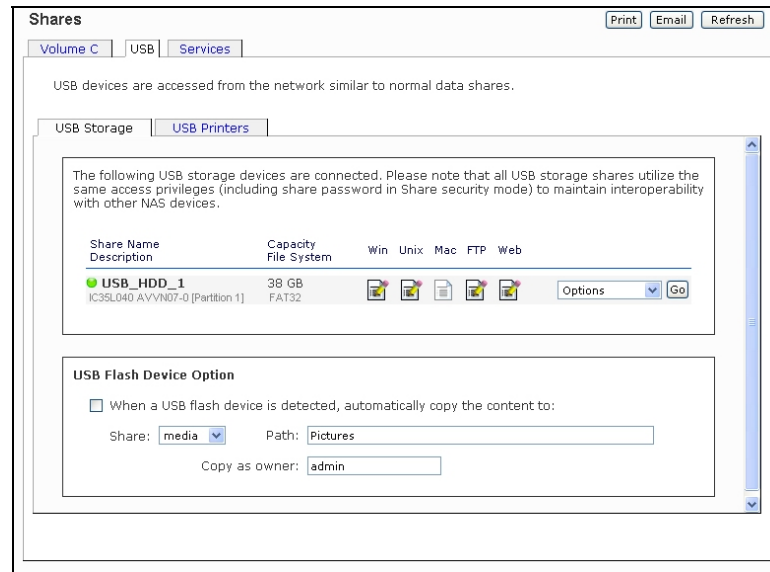 Shares
Print Email Refresh
Volume C USB Services
USB devices are accessed from the network similar to normal data shares.
USB Storage USB Printers
The following USB storage devices are connected. Please note that all USB storage shares utilize the
same access privileges (including share password in Share security mode) to maintain interoperability
with other NAS devices.
Share Name Capacity Win Unix Mac FTP Web
Description File System
USB_HDD_1 38 GB Options Go
IC35L040 AVVN07-0 [Partition 1] FAT32
USB Flash Device Option
When a USB flash device is detected, automatically copy the content to:
Share: media Path: Pictures
Copy as owner: admin